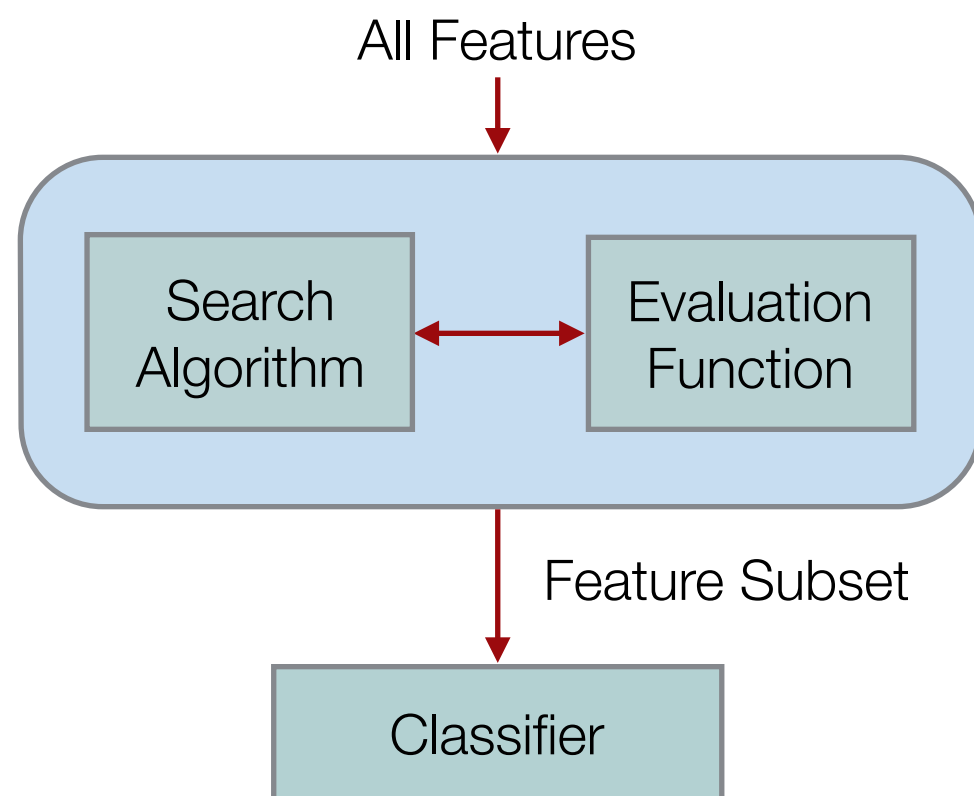 All Features
Search
Algorithm
Evaluation
Function
Feature Subset
Classifier